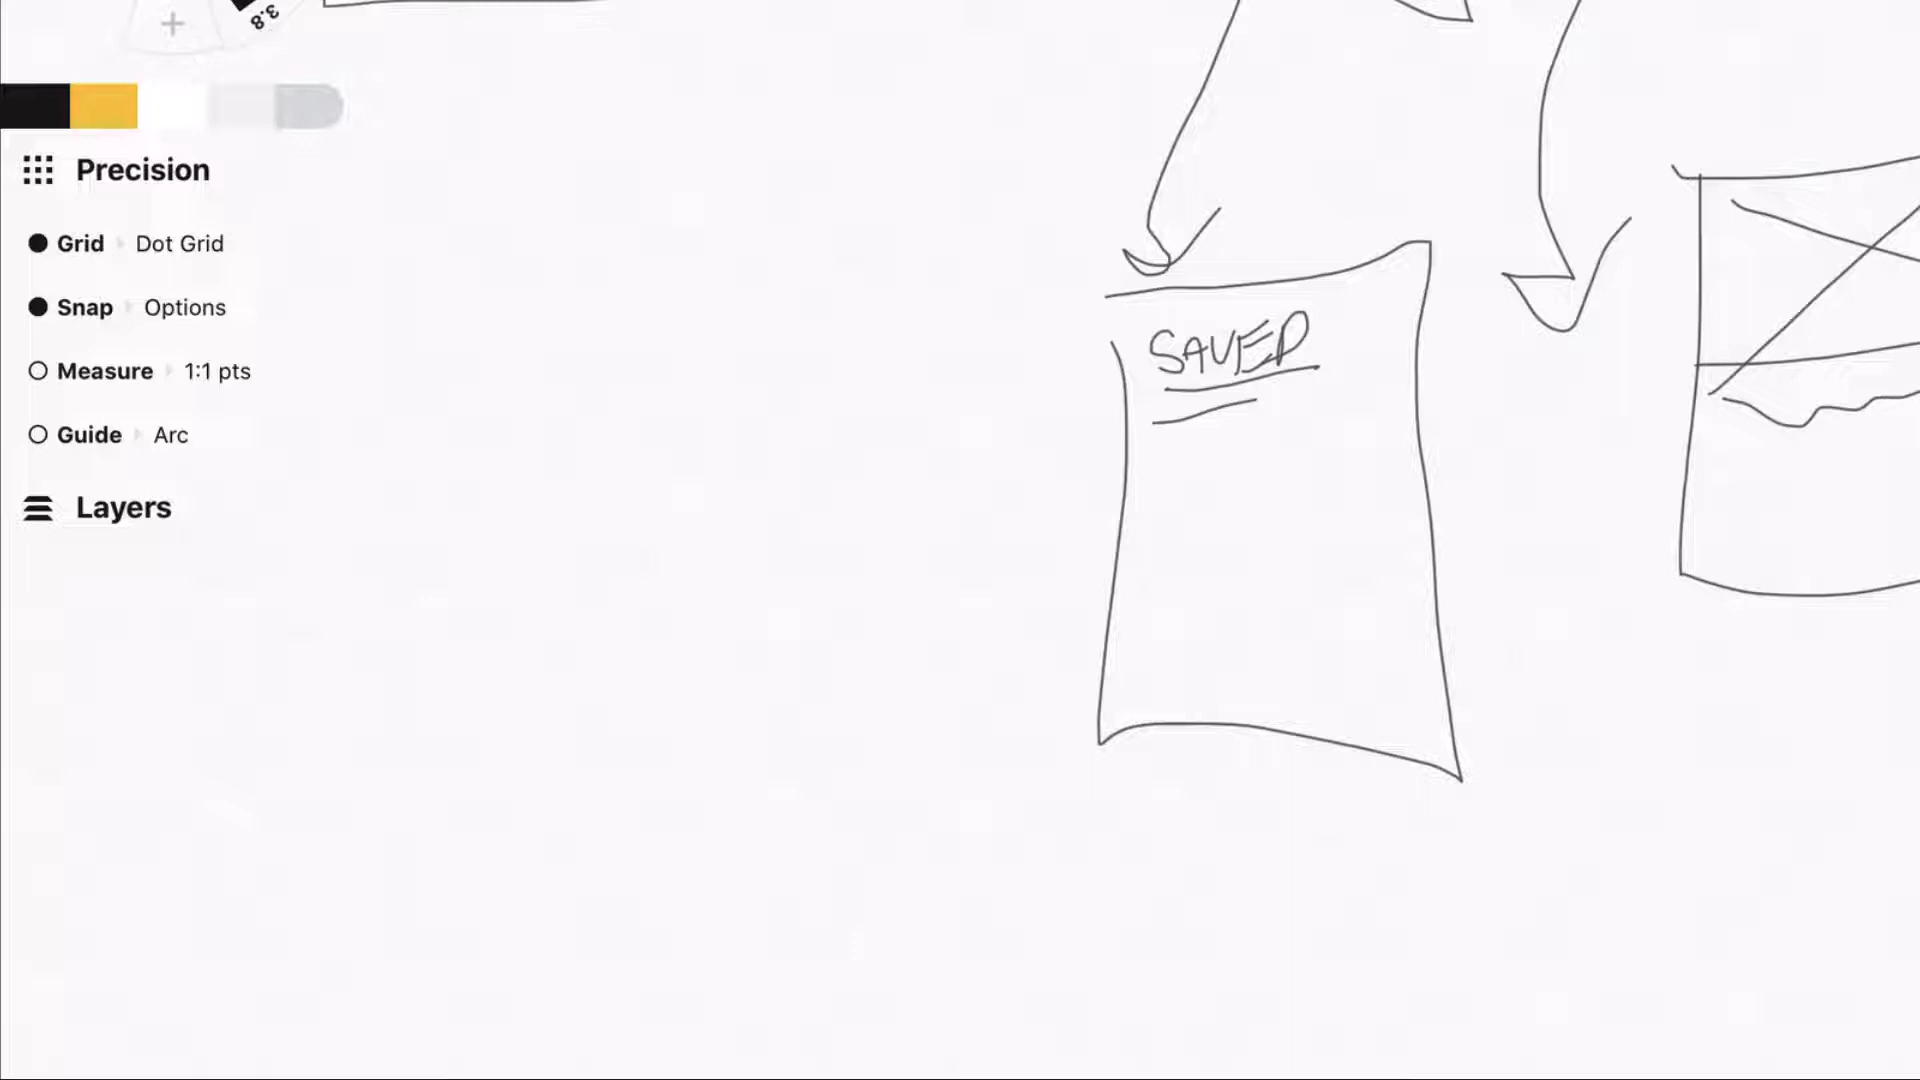 3.8
Precision
Grid Dot Grid
Snap Options
Measure 1:1 pts
Guide Arc
Layers
SAVED